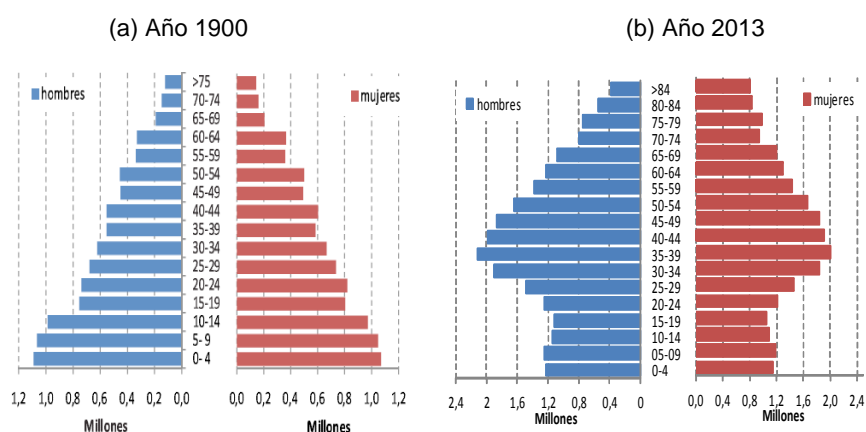 (a) Año 1900
(b) Año 2013
hombres
mujeres
>75
70-74
65-69
60-64
55-59
50-54
45-49
40-44
35-39
30-34
25-29
20-24
15-19
10-14
5-9
0-4
1,2 1,0 0,8 0,6 0,4 0,2 0,0
0,0 0,2 0,4 0,6 0,8 1,0 1,2
Millones
Millones
hombres
mujeres
>84
80-84
75-79
70-74
65-69
60-64
55-59
50-54
45-49
40-44
35-39
30-34
25-29
20-24
15-19
10-14
05-09
0-4
2,4 2 1,6 1,2 0,8 0,4 0
0,0 0,4 0,8 1,2 1,6 2,0 2,4
Millones
Millones